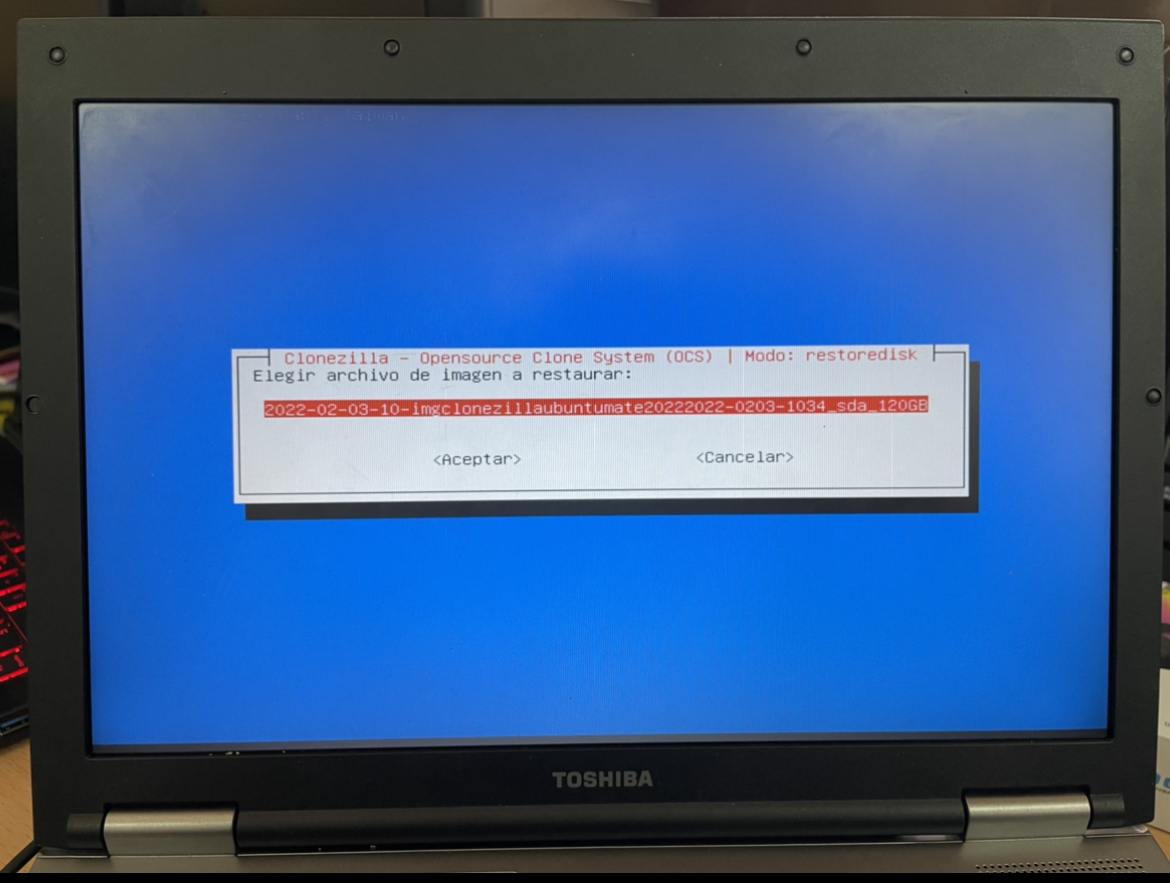 Clonezilla - Opensource Clone System (OCS) | Modo: restoredisk
Elegir archivo de imagen a restaurar:
2022-02-03-10-imgclonezillaubuntumate20222022-0203-1034_sda_120GB
<Aceptar> <Cancelar>
TOSHIBA